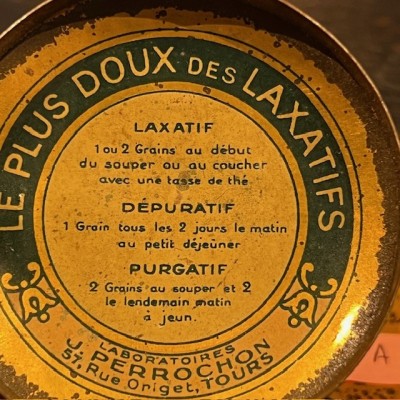 LE PLUS DOUX DES LAXATIFS
LAXATIF
1 ou 2 Grains au début
du souper ou au coucher
avec une tasse de thé
DÉPURATIF
1 Grain tous les 2 jours le matin
au petit déjeûner
PURGATIF
2 Grains au souper et 2
le lendemain matin
à jeun.
LABORATOIRES
J. PERROCHON
57, Rue Origet, TOURS
A